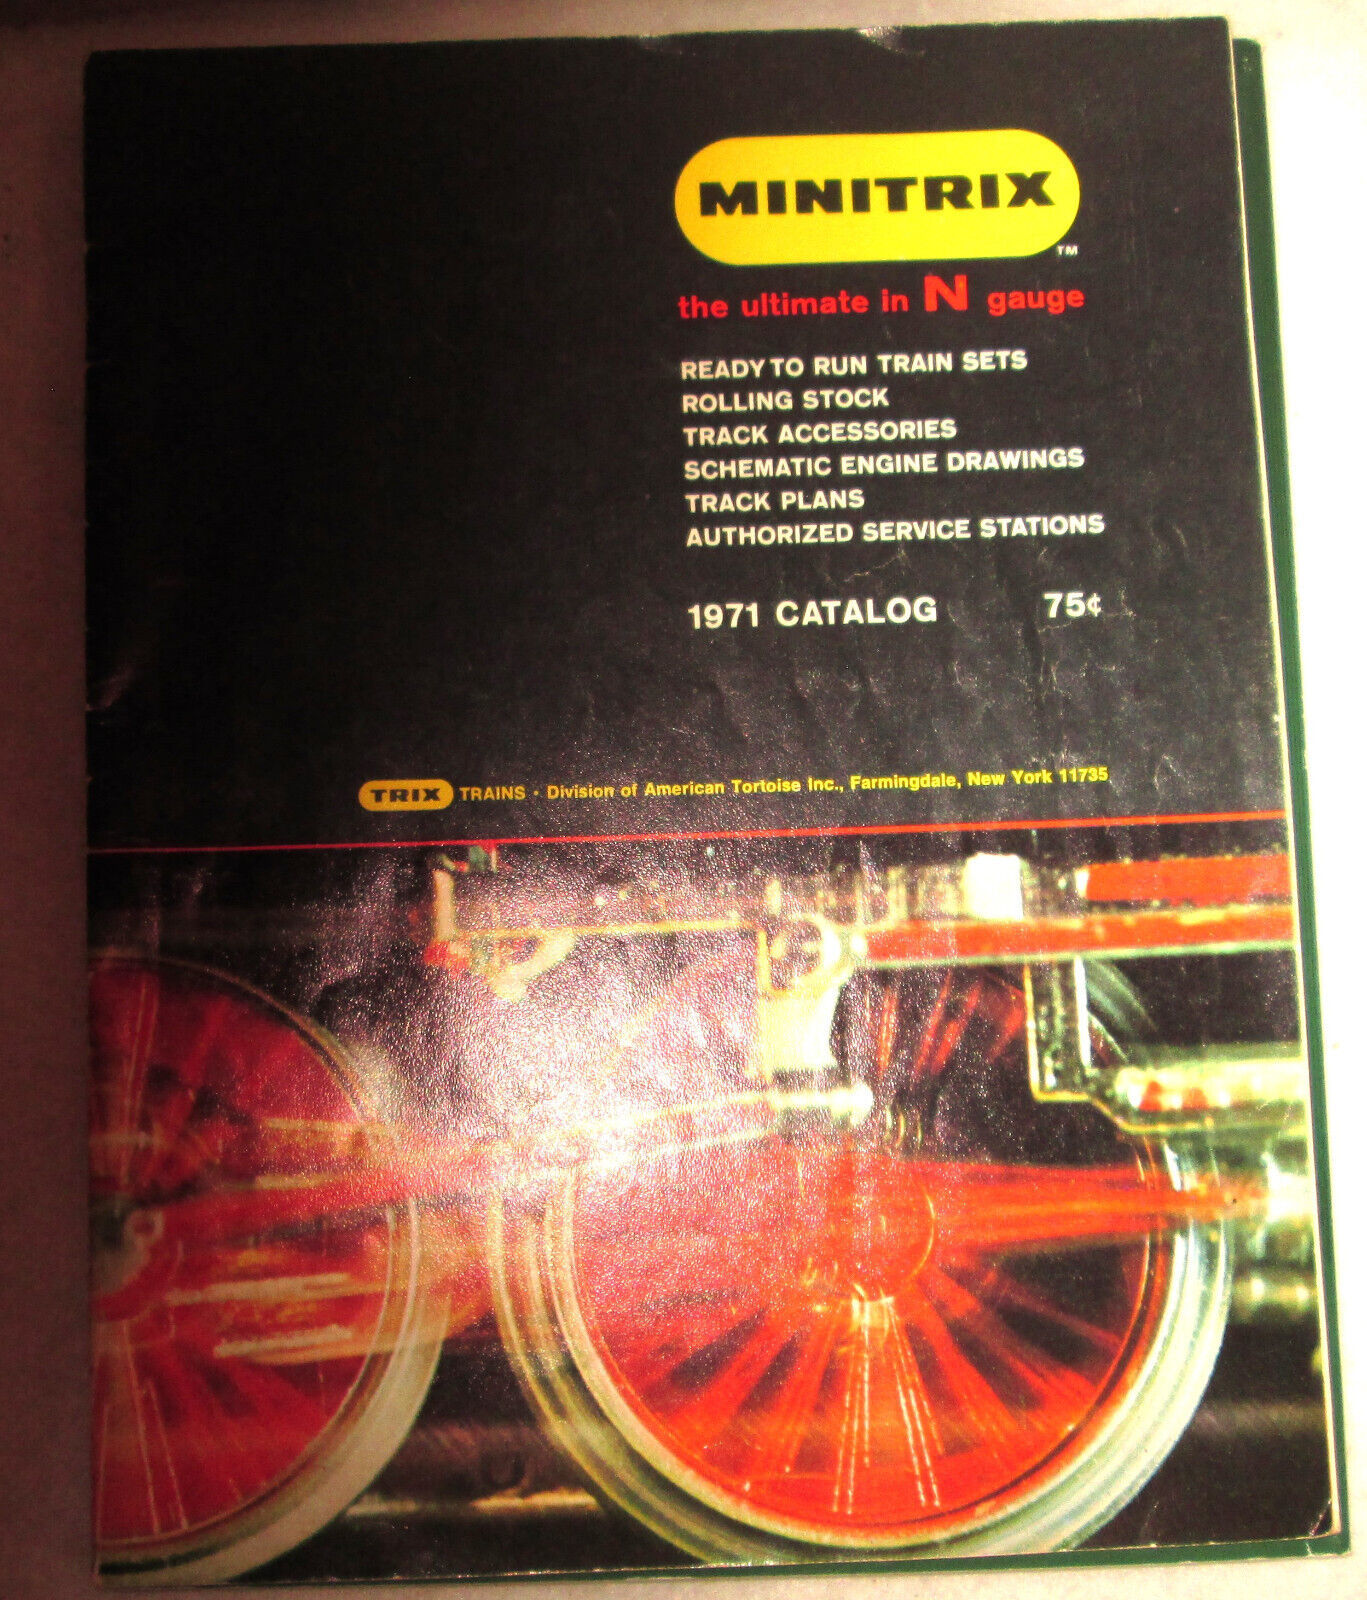 MINITRIX
TM
the ultimate in N gauge
READY TO RUN TRAIN SETS
ROLLING STOCK
TRACK ACCESSORIES
SCHEMATIC ENGINE DRAWINGS
TRACK PLANS
AUTHORIZED SERVICE STATIONS
1971 CATALOG 75¢
TRIX TRAINS • Division of American Tortoise Inc., Farmingdale, New York 11735